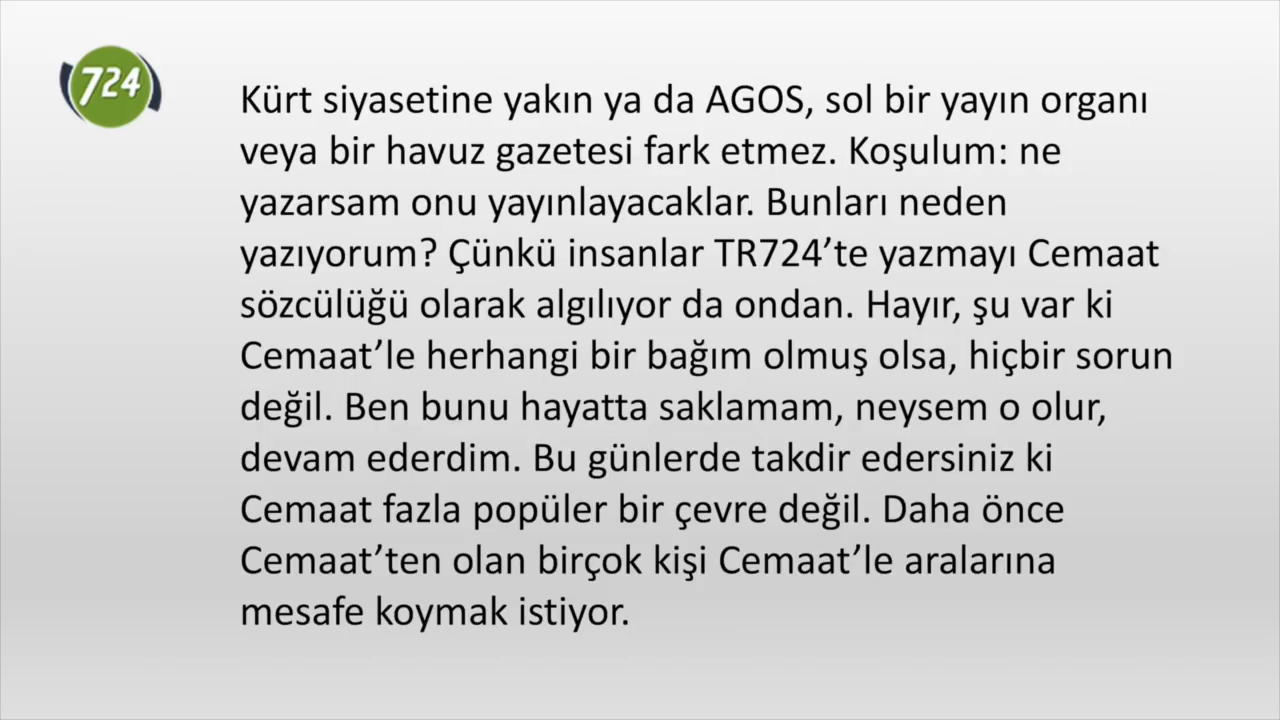 724
Kürt siyasetine yakın ya da AGOS, sol bir yayın organı
veya bir havuz gazetesi fark etmez. Koşulum: ne
yazarsam onu yayınlayacaklar. Bunları neden
yazıyorum? Çünkü insanlar TR724’te yazmayı Cemaat
sözcülüğü olarak algılıyor da ondan. Hayır, şu var ki
Cemaat’le herhangi bir bağım olmuş olsa, hiçbir sorun
değil. Ben bunu hayatta saklamam, neysem o olur,
devam ederdim. Bu günlerde takdir edersiniz ki
Cemaat fazla popüler bir çevre değil. Daha önce
Cemaat’ten olan birçok kişi Cemaat’le aralarına
mesafe koymak istiyor.